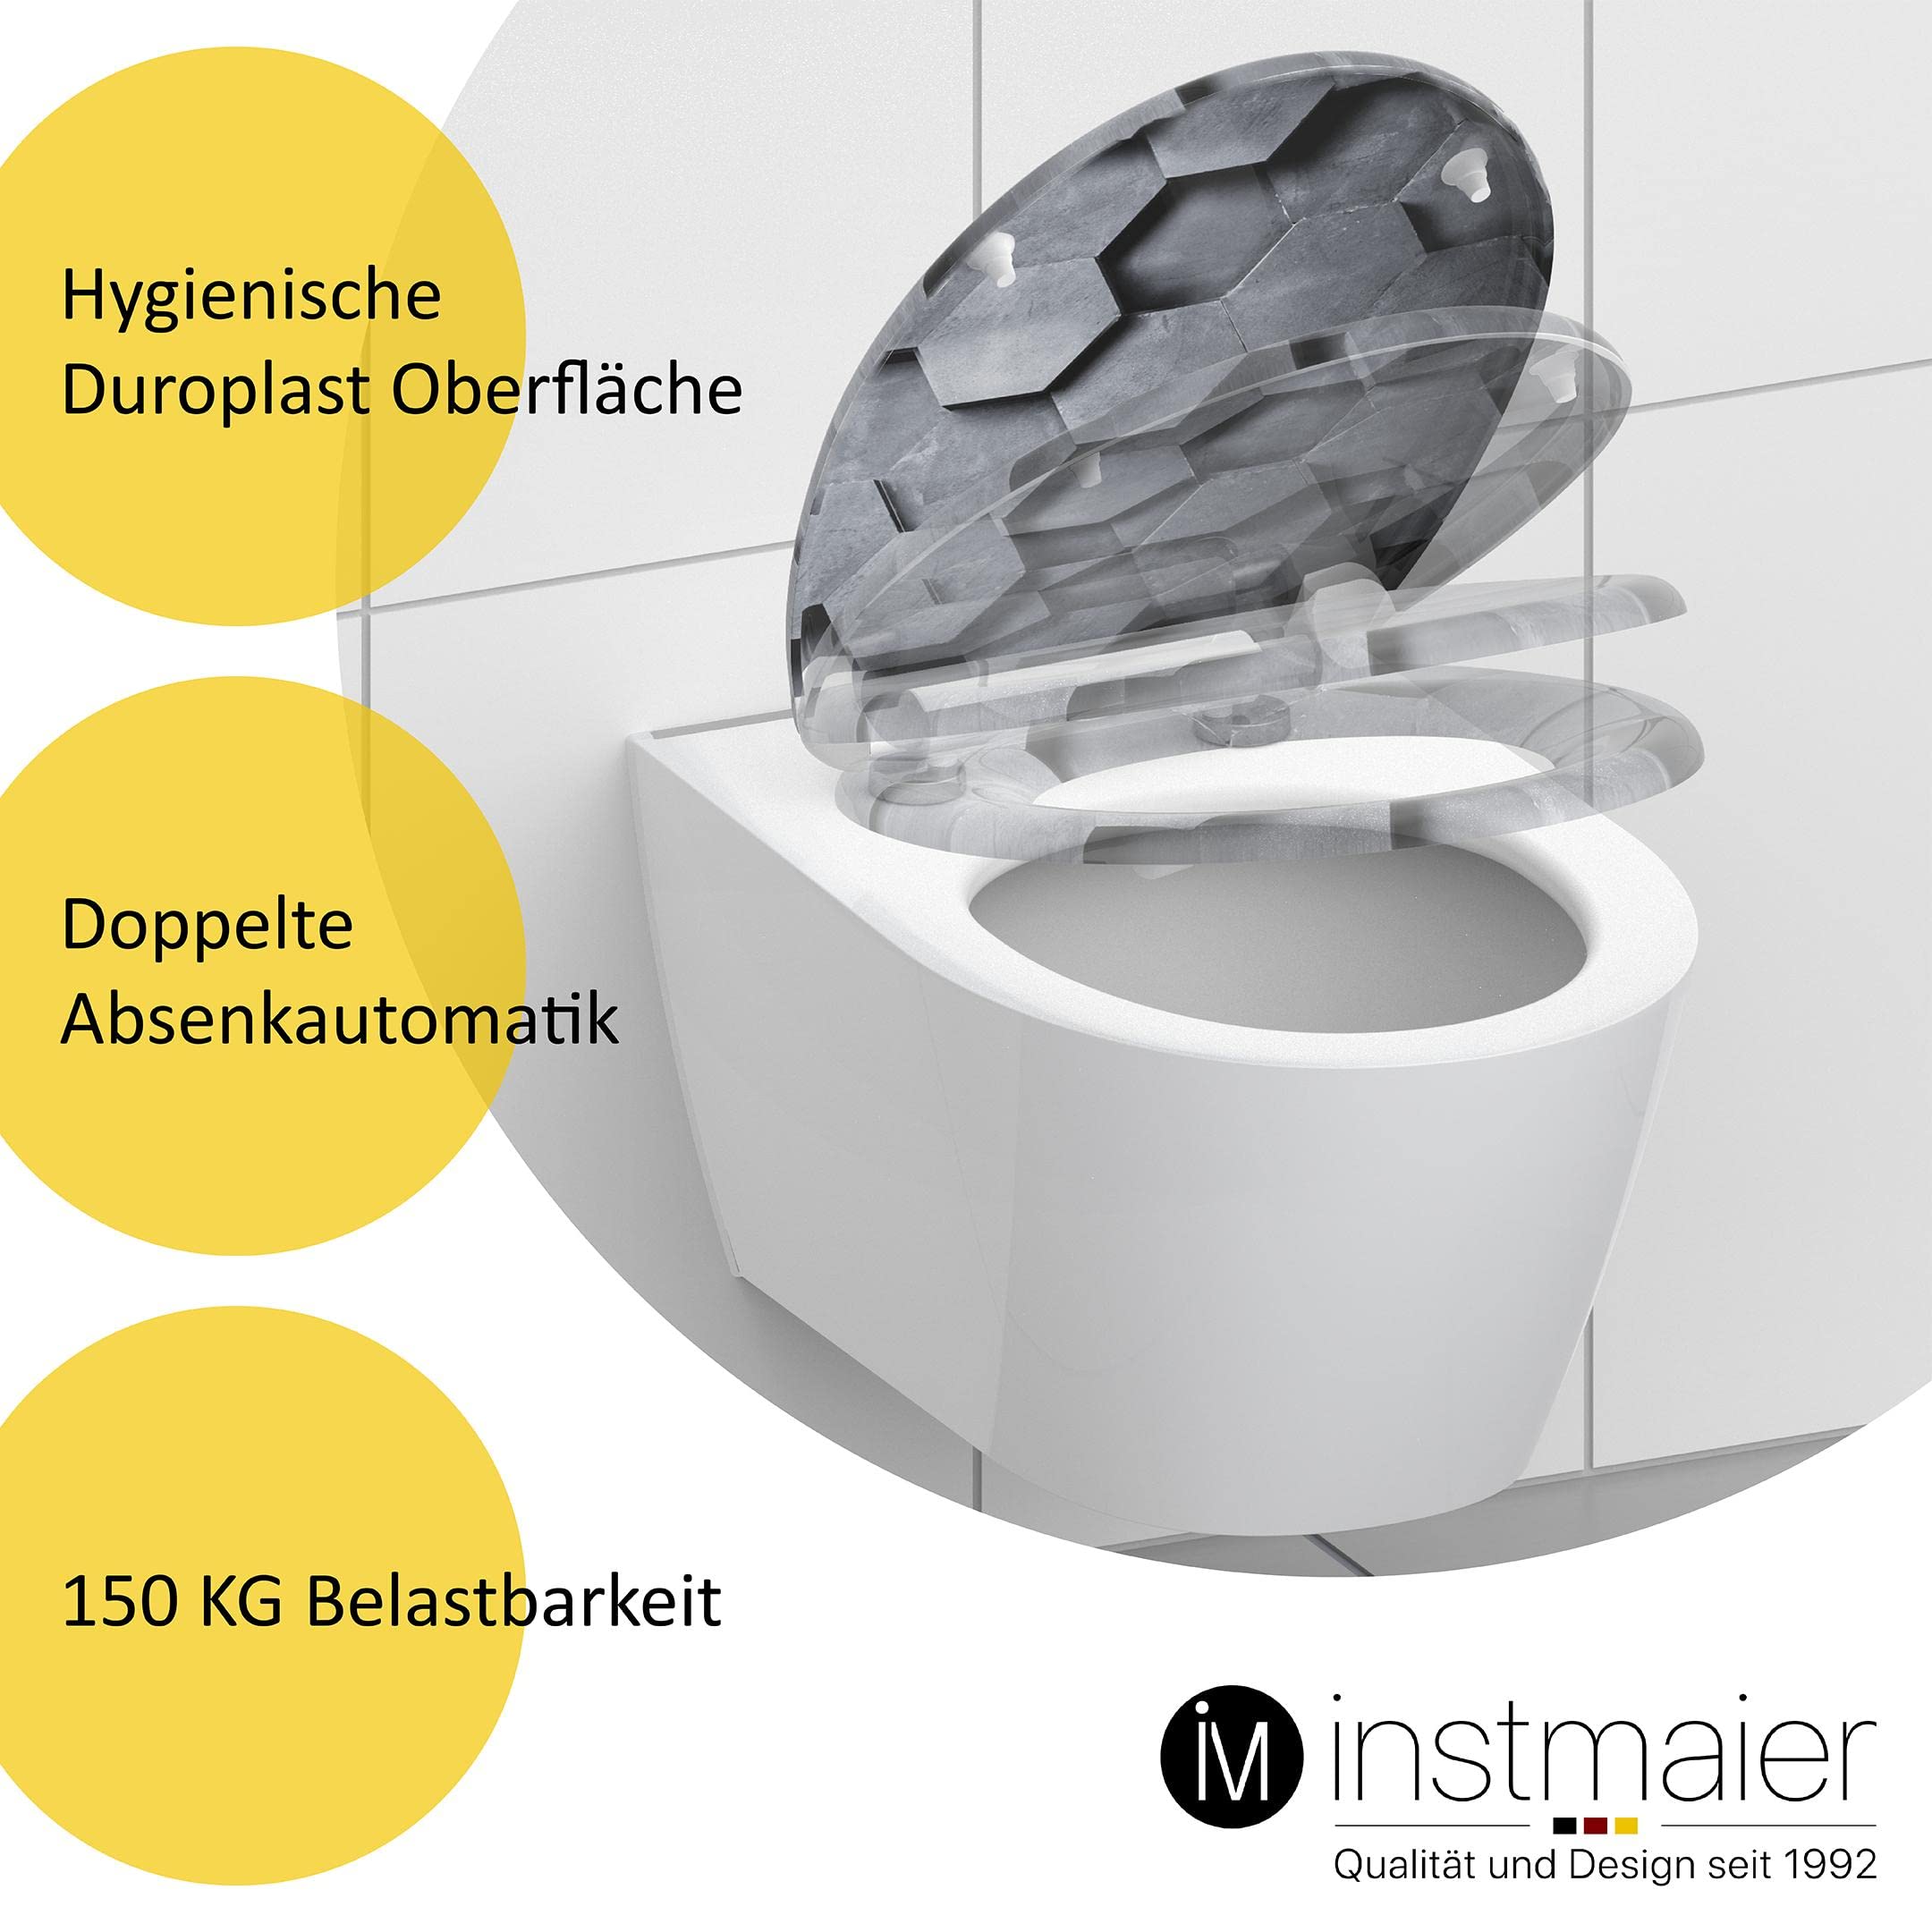 Hygienische
Duroplast Oberfläche
Doppelte
Absenkautomatik
150 KG Belastbarkeit
iM instmaier
Qualität und Design seit 1992